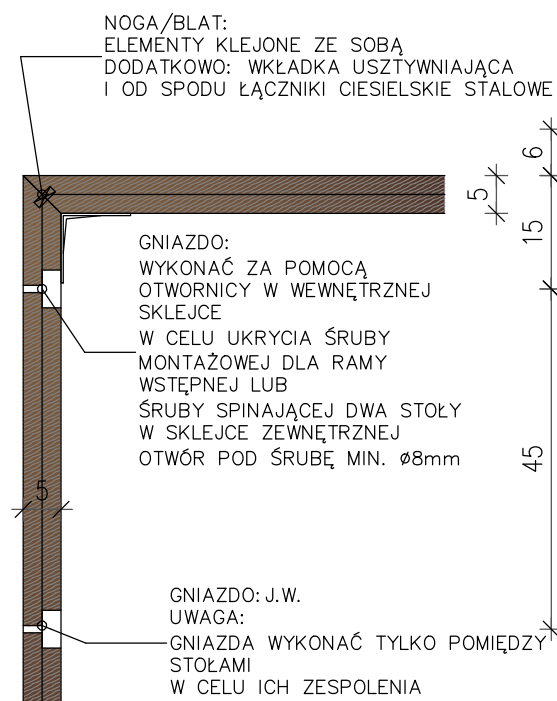 NOGA/BLAT:
ELEMENTY KLEJONE ZE SOBĄ
DODATKOWO: WKŁADKA USZTYWNIAJĄCA
I OD SPODU ŁĄCZNIKI CIESIELSKIE STALOWE
6
5
15
GNIAZDO:
WYKONAĆ ZA POMOCĄ
OTWORNICY W WEWNĘTRZNEJ
SKLEJCE
W CELU UKRYCIA ŚRUBY
MONTAŻOWEJ DLA RAMY
WSTĘPNEJ LUB
ŚRUBY SPINAJĄCEJ DWA STOŁY
W SKLEJCE ZEWNĘTRZNEJ
OTWÓR POD ŚRUBĘ MIN. ø8mm
45
5
GNIAZDO: J.W.
UWAGA:
GNIAZDA WYKONAĆ TYLKO POMIĘDZY
STOŁAMI
W CELU ICH ZESPOLENIA